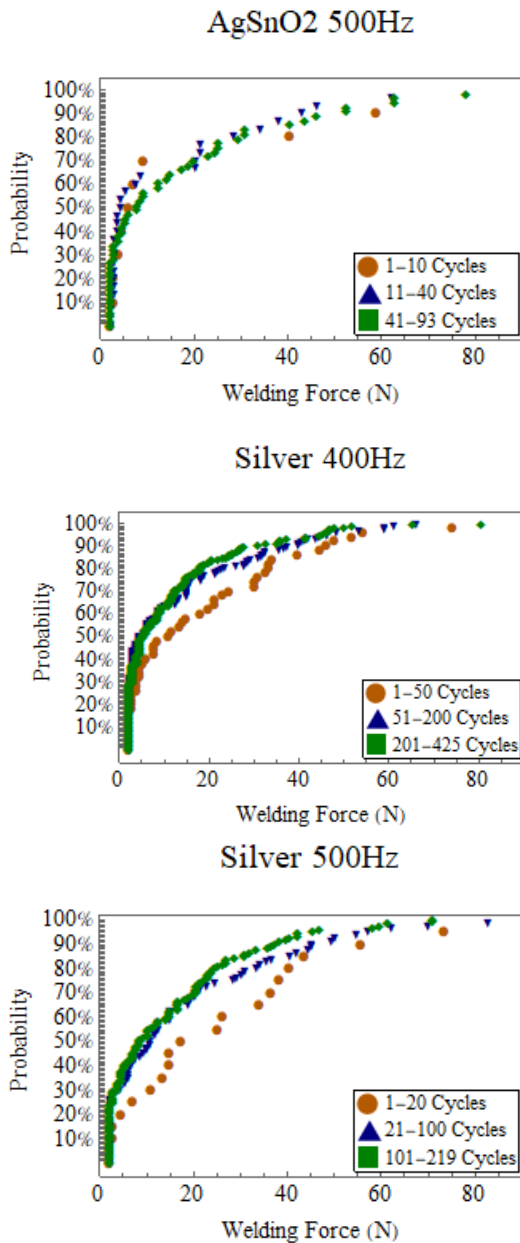 AgSnO2 500Hz
100%
90%
80%
70%
60%
50%
40%
30%
20%
10%
Probability
1–10 Cycles
11–40 Cycles
41–93 Cycles
0 20 40 60 80
Welding Force (N)
Silver 400Hz
100%
90%
80%
70%
60%
50%
40%
30%
20%
10%
Probability
1–50 Cycles
51–200 Cycles
201–425 Cycles
0 20 40 60 80
Welding Force (N)
Silver 500Hz
100%
90%
80%
70%
60%
50%
40%
30%
20%
10%
Probability
1–20 Cycles
21–100 Cycles
101–219 Cycles
0 20 40 60 80
Welding Force (N)